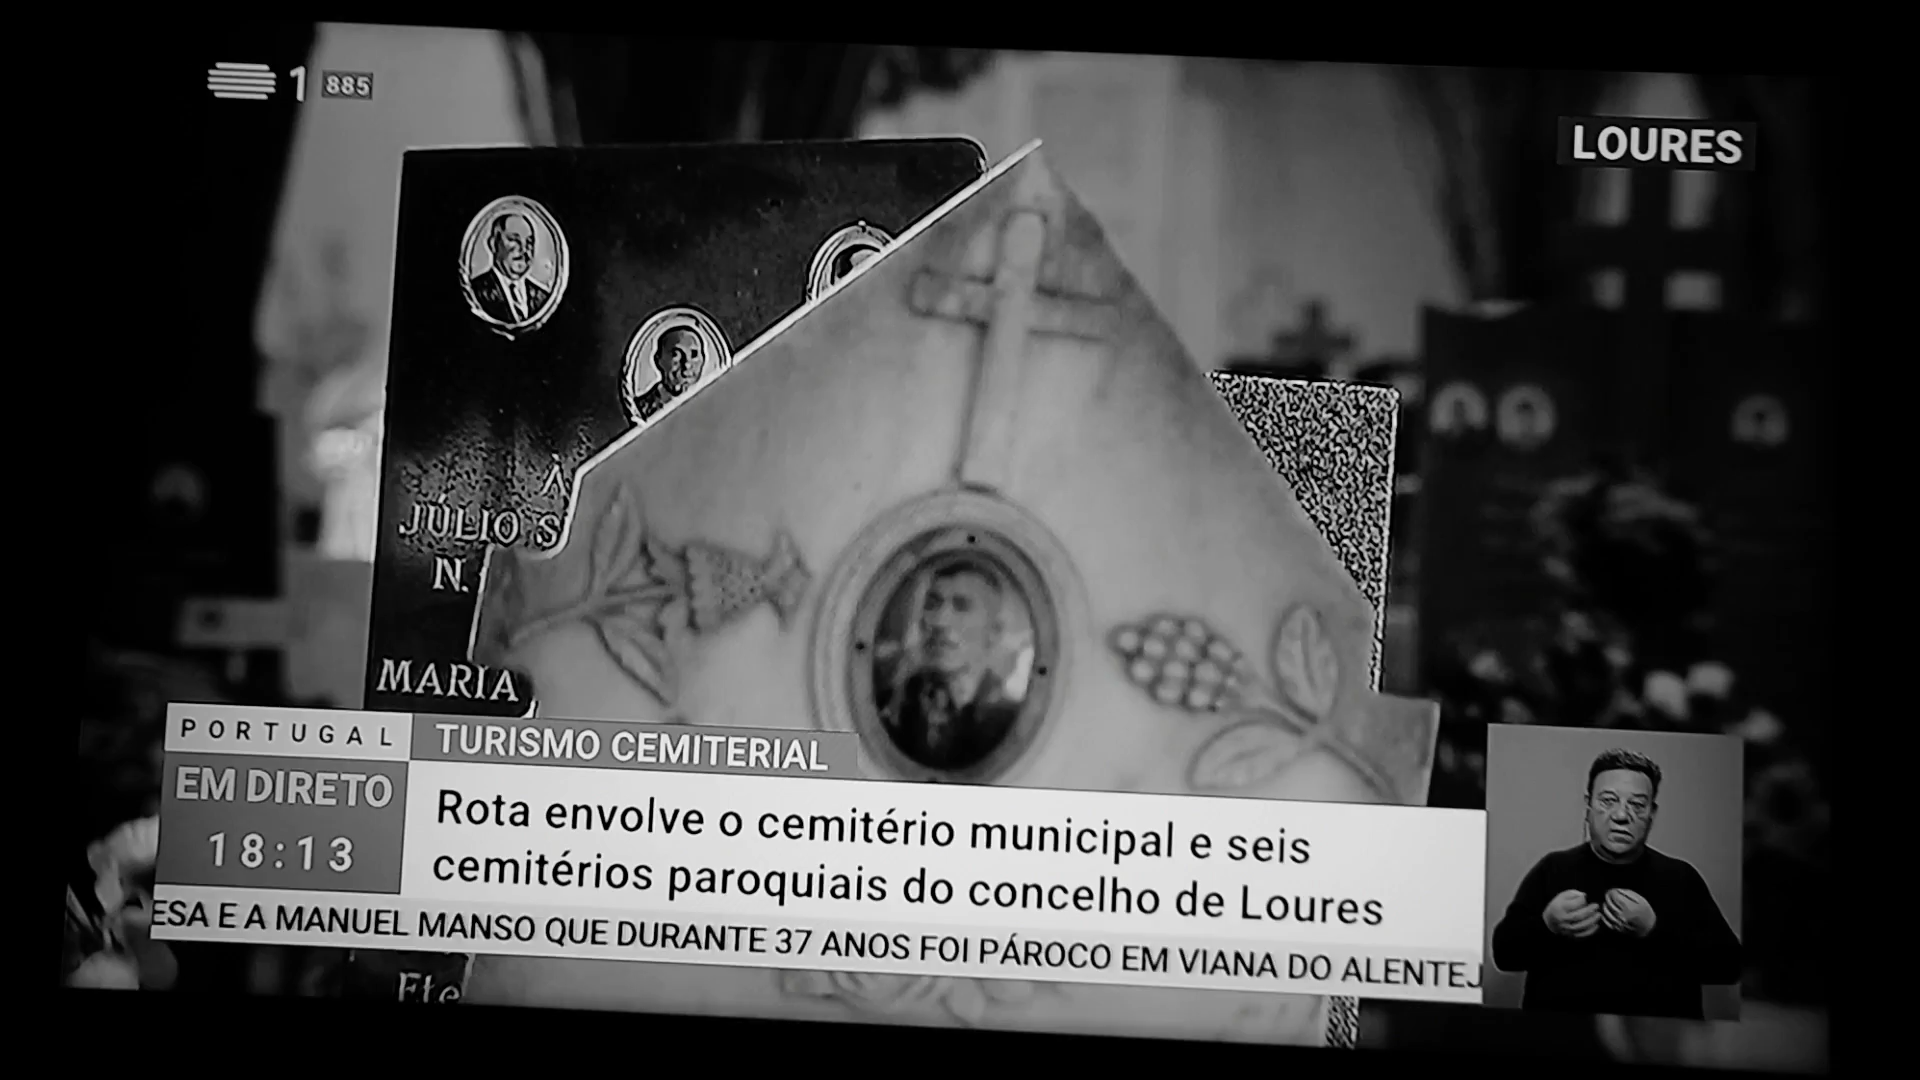 1 885
LOURES
JÚLIO S
N.
MARIA
PORTUGAL
TURISMO CEMITERIAL
EM DIRETO
18:13
Rota envolve o cemitério municipal e seis
cemitérios paroquiais do concelho de Loures
ESA E A MANUEL MANSO QUE DURANTE 37 ANOS FOI PÁROCO EM VIANA DO ALENTEJ
Ete